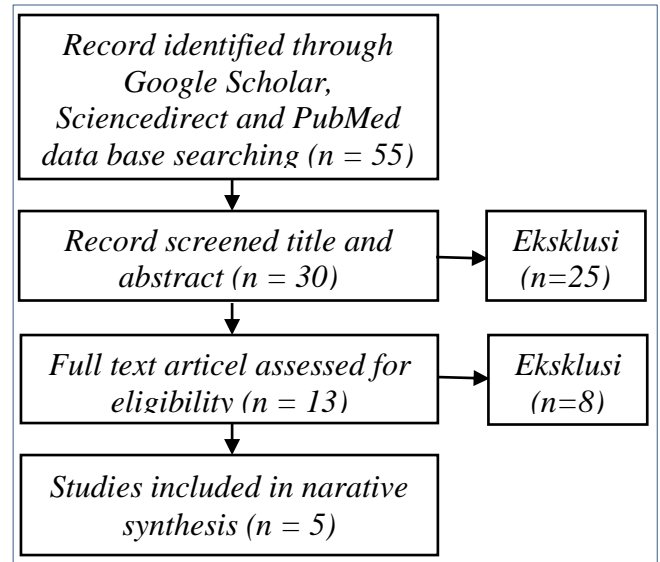 Record identified through
Google Scholar,
Sciencedirect and PubMed
data base searching (n = 55)
Record screened title and
abstract (n = 30)
Eksklusi
(n=25)
Full text articel assessed for
eligibility (n = 13)
Eksklusi
(n=8)
Studies included in narative
synthesis (n = 5)